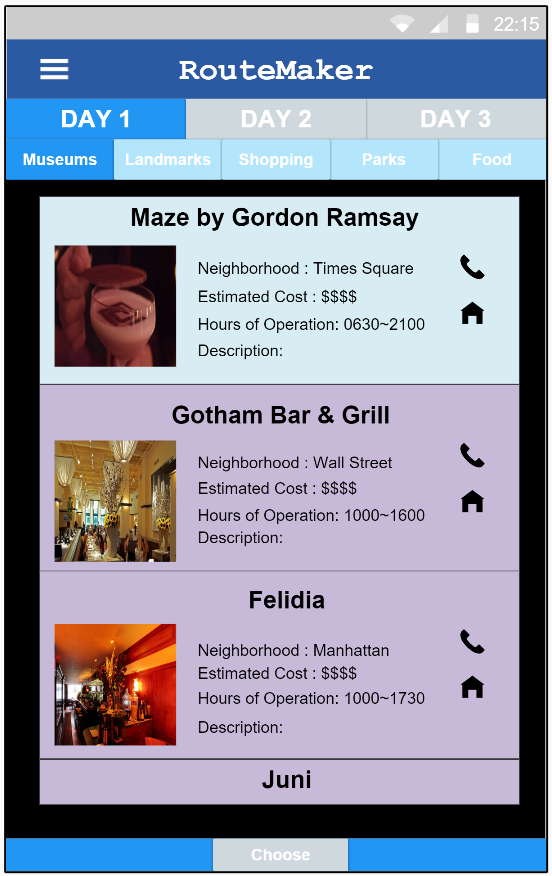 22:15
RouteMaker
DAY 1 DAY 2 DAY 3
Museums Landmarks Shopping Parks Food
Maze by Gordon Ramsay
Neighborhood : Times Square
Estimated Cost : $$$$
Hours of Operation: 0630~2100
Description:
Gotham Bar & Grill
Neighborhood : Wall Street
Estimated Cost : $$$$
Hours of Operation: 1000~1600
Description:
Felidia
Neighborhood : Manhattan
Estimated Cost : $$$$
Hours of Operation: 1000~1730
Description:
Juni
Choose